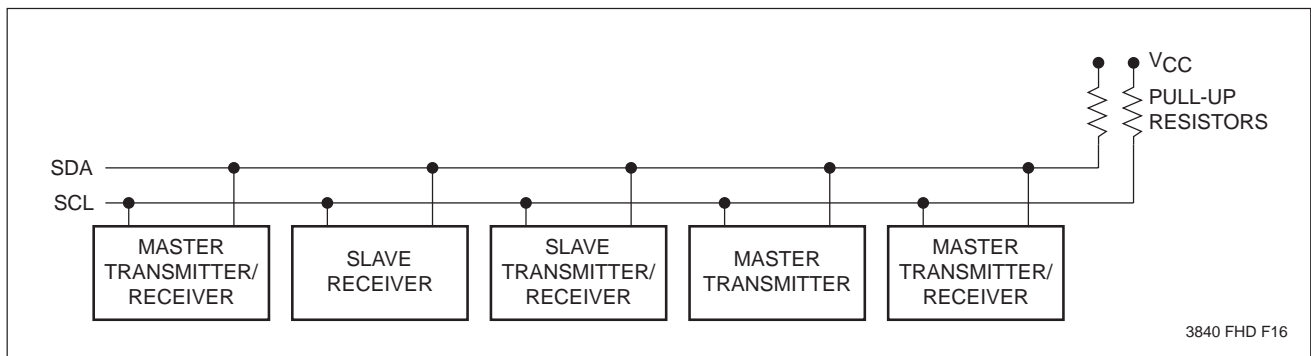 VCC
PULL-UP
RESISTORS
SDA
SCL
MASTER
TRANSMITTER/
RECEIVER
SLAVE
RECEIVER
SLAVE
TRANSMITTER/
RECEIVER
MASTER
TRANSMITTER
MASTER
TRANSMITTER/
RECEIVER
3840 FHD F16